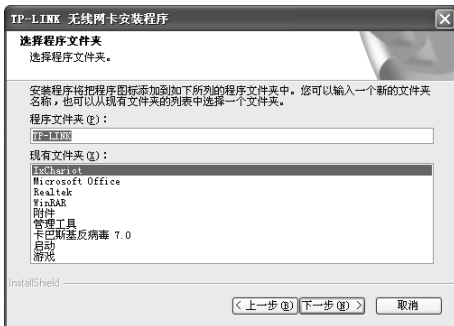 TP-LINK 无线网卡安装程序
选择程序文件夹
选择程序文件夹。
安装程序将把程序图标添加到如下所列的程序文件夹中。您可以输入一个新的文件夹
名称，也可以从现有文件夹的列表中选择一个文件夹。
程序文件夹(P)：
TP-LINK
现有文件夹(X)：
IxChariot
Microsoft Office
Realtek
WinRAR
附件
管理工具
卡巴斯基反病毒 7.0
启动
游戏
InstallShield
< 上一步(B) 下一步(N) > 取消